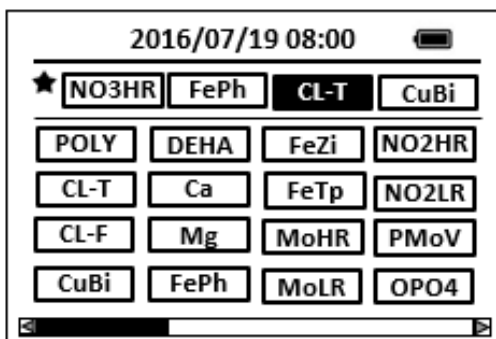 2016/07/19 08:00
NO3HR FePh CL-T CuBi
POLY DEHA FeZi NO2HR
CL-T Ca FeTp NO2LR
CL-F Mg MoHR PMoV
CuBi FePh MoLR OPO4